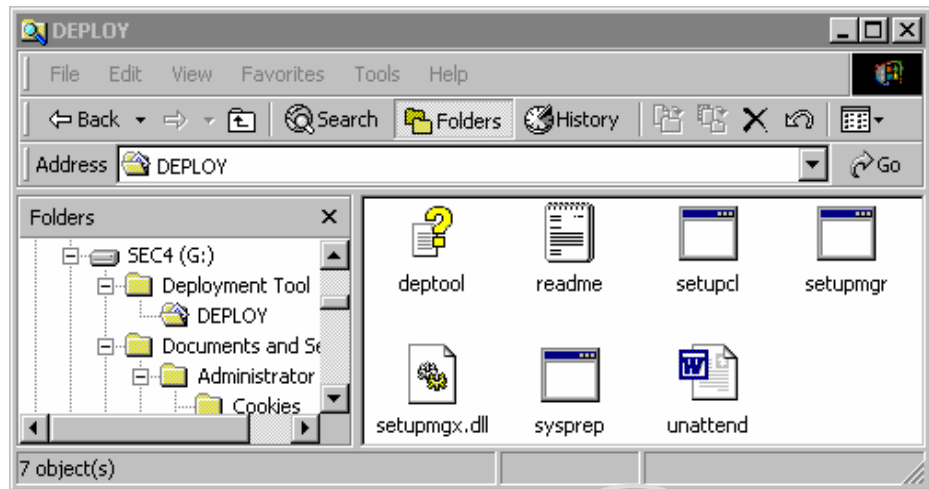 DEPLOY
File Edit View Favorites Tools Help
Back Search Folders History
Address DEPLOY Go
Folders
SEC4 (G:)
Deployment Tool
DEPLOY
Documents and Se
Administrator
Cookies
deptool readme setupcl setupmgr
setupmgx.dll sysprep unattend
7 object(s)